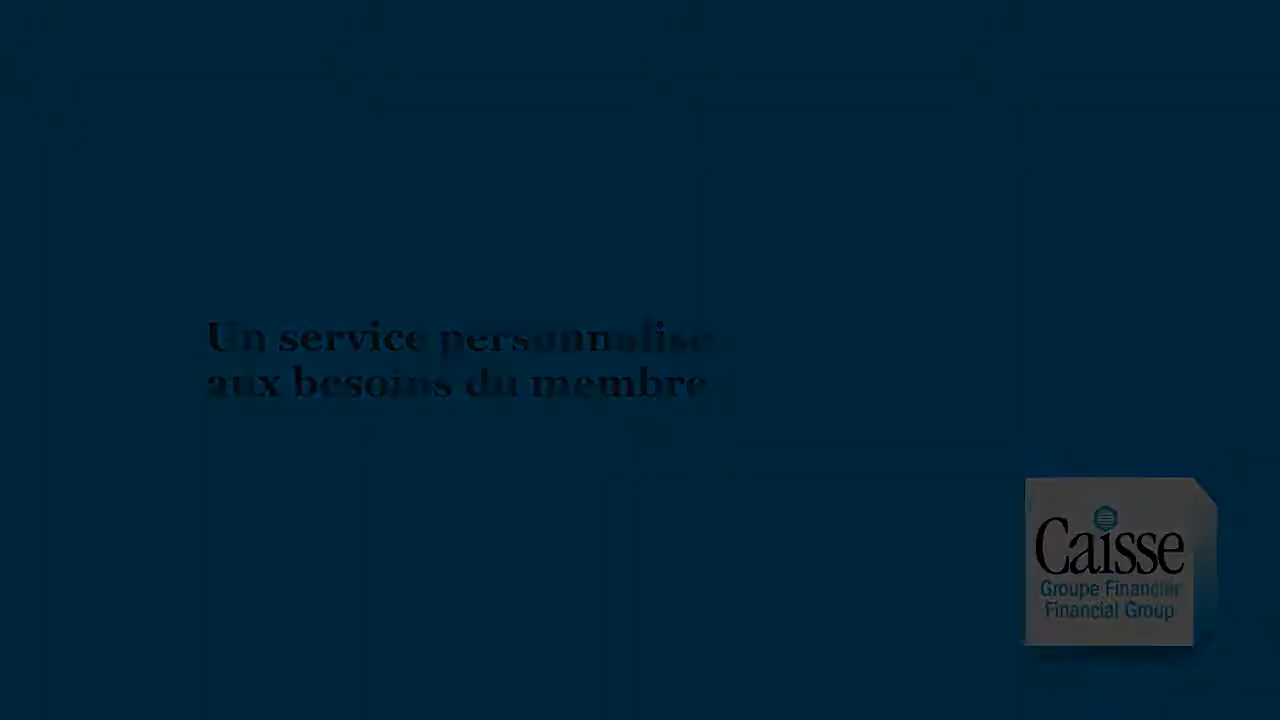 Un service personnalisé
aux besoins du membre
Caisse
Groupe Financier
Financial Group